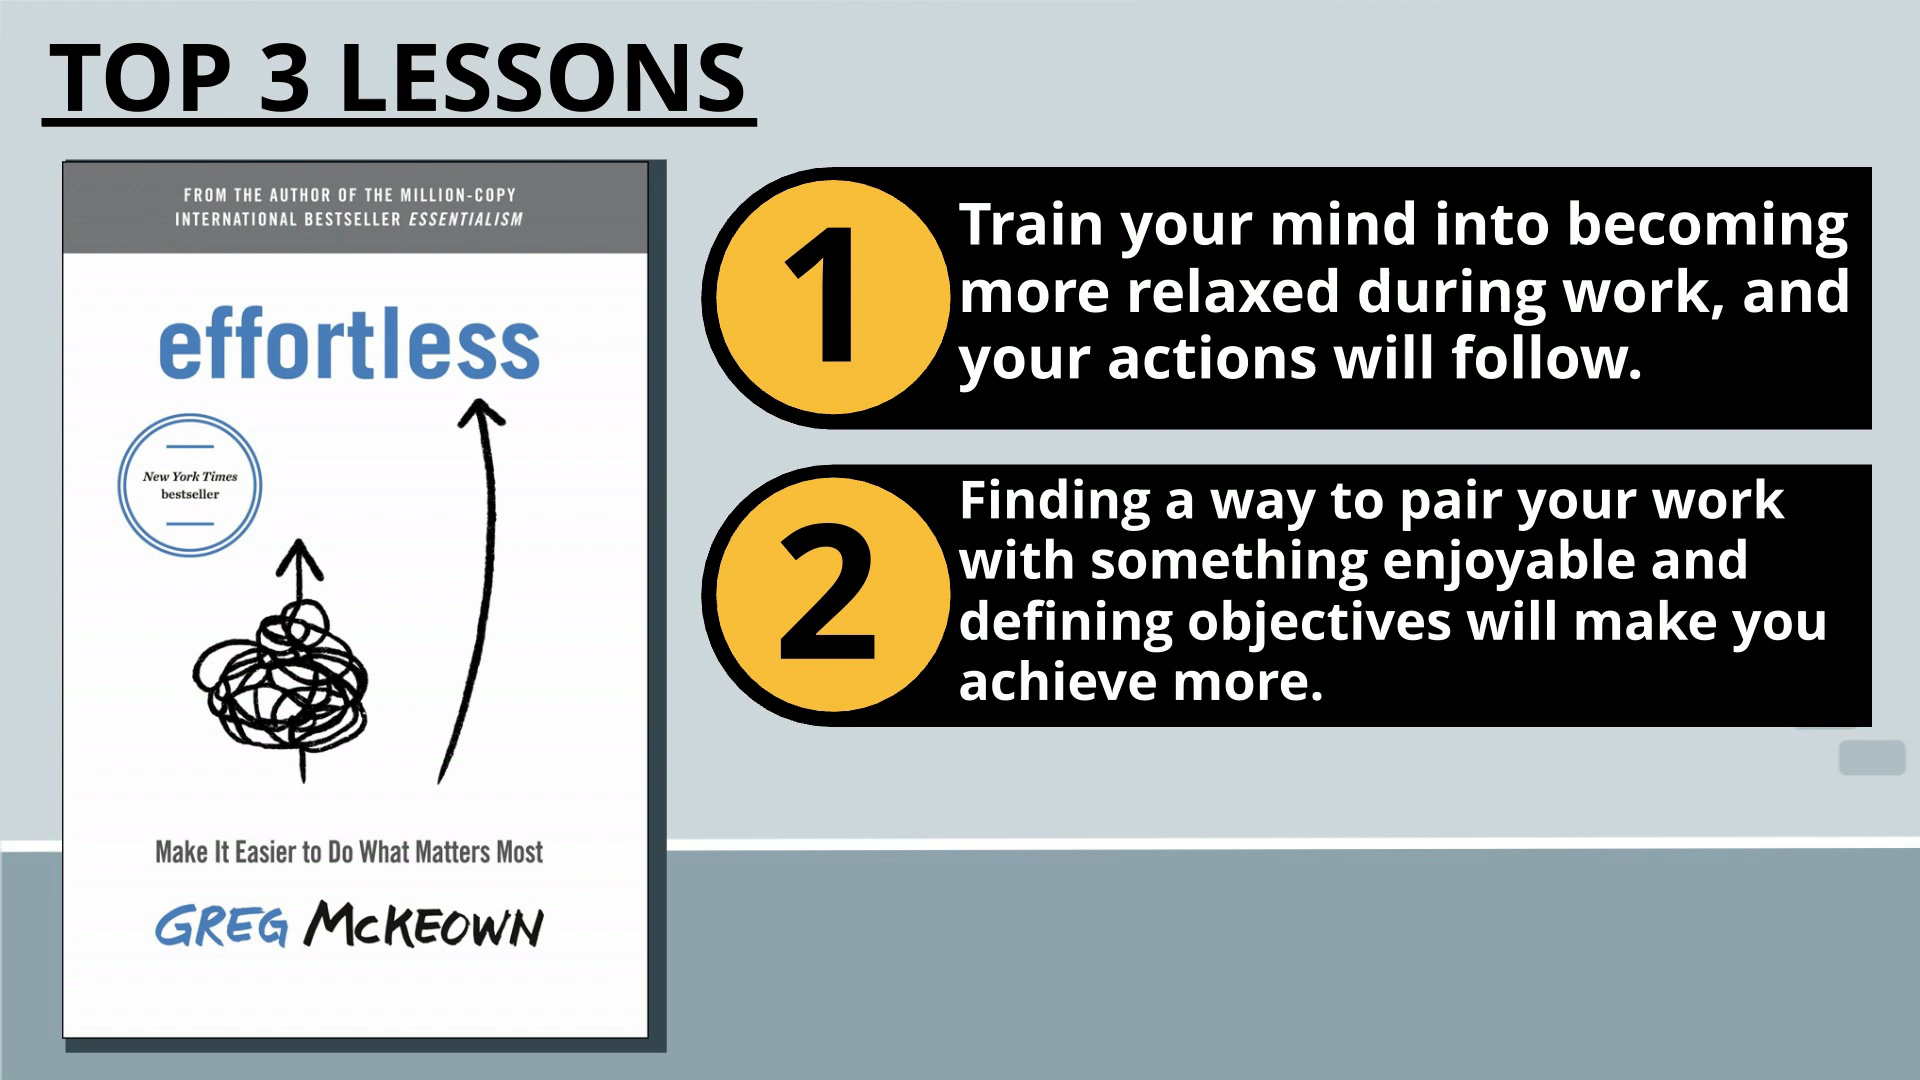 TOP 3 LESSONS
FROM THE AUTHOR OF THE MILLION-COPY
INTERNATIONAL BESTSELLER ESSENTIALISM
effortless
New York Times
bestseller
Make It Easier to Do What Matters Most
GREG MCKEOWN
1
Train your mind into becoming
more relaxed during work, and
your actions will follow.
2
Finding a way to pair your work
with something enjoyable and
defining objectives will make you
achieve more.